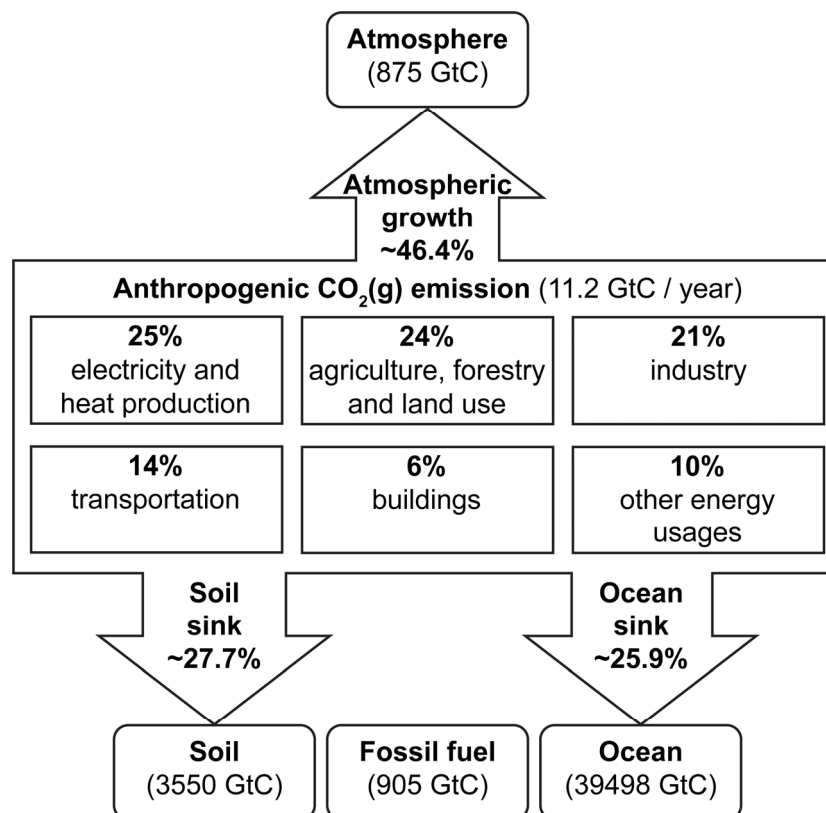 Atmosphere
(875 GtC)
Atmospheric
growth
~46.4%
Anthropogenic CO₂(g) emission (11.2 GtC / year)
25%
electricity and
heat production
24%
agriculture, forestry
and land use
21%
industry
14%
transportation
6%
buildings
10%
other energy
usages
Soil
sink
~27.7%
Ocean
sink
~25.9%
Soil
(3550 GtC)
Fossil fuel
(905 GtC)
Ocean
(39498 GtC)